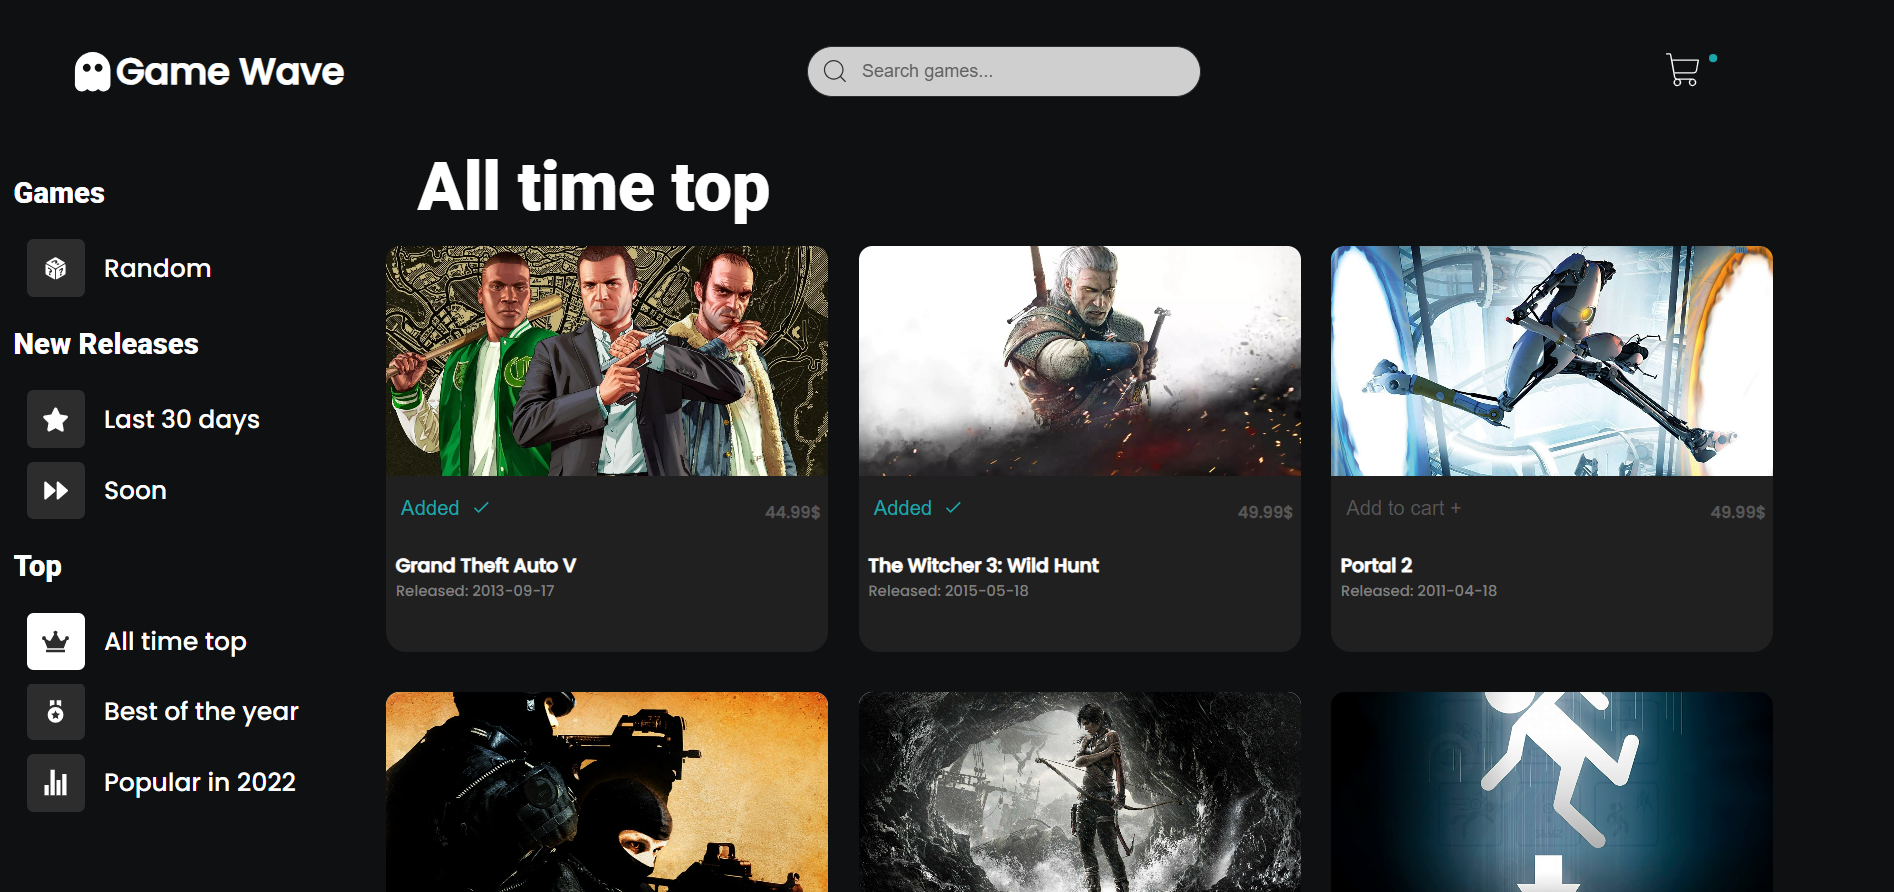 Game Wave
Search games...
Games
Random
New Releases
Last 30 days
Soon
Top
All time top
Best of the year
Popular in 2022
All time top
Added
44.99$
Grand Theft Auto V
Released: 2013-09-17
Added
49.99$
The Witcher 3: Wild Hunt
Released: 2015-05-18
Add to cart +
49.99$
Portal 2
Released: 2011-04-18